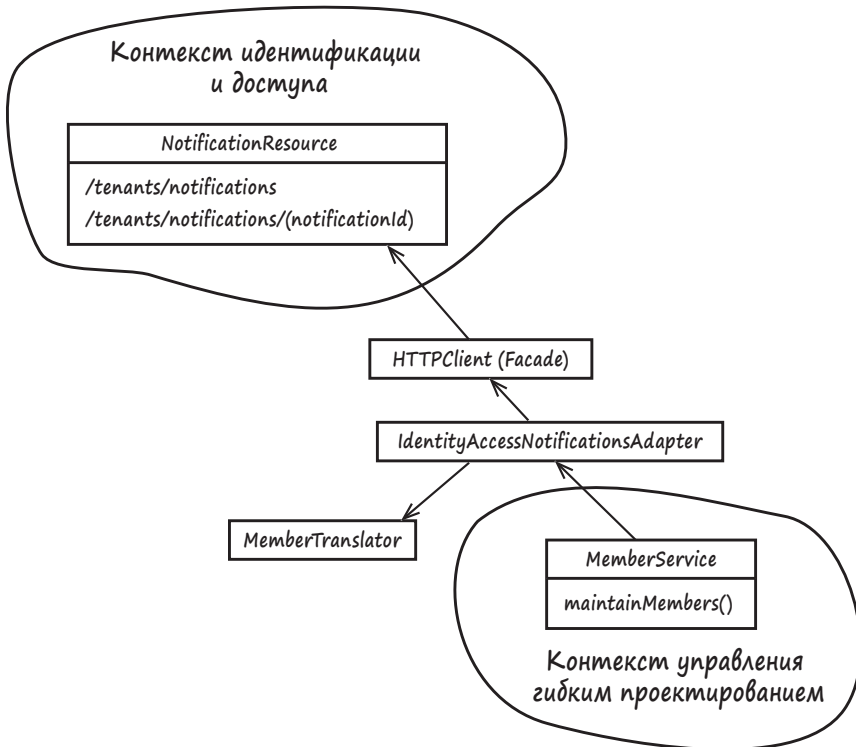 Контекст идентификации
и доступа
NotificationResource
/tenants/notifications
/tenants/notifications/(notificationId)
HTTPClient (Facade)
IdentityAccessNotificationsAdapter
MemberTranslator
MemberService
maintainMembers()
Контекст управления
гибким проектированием